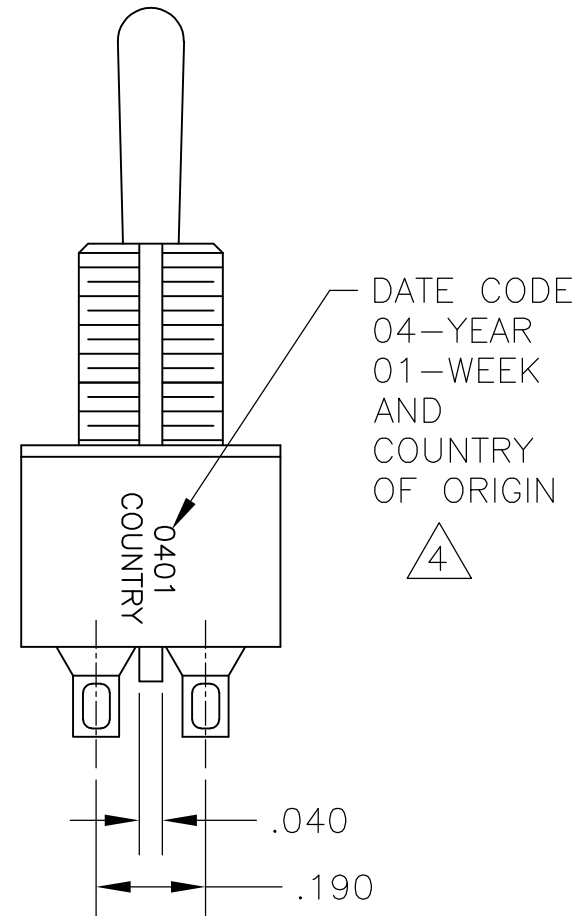 DATE CODE
04-YEAR
01-WEEK
AND
COUNTRY
OF ORIGIN
4
0401
COUNTRY
.040
.190